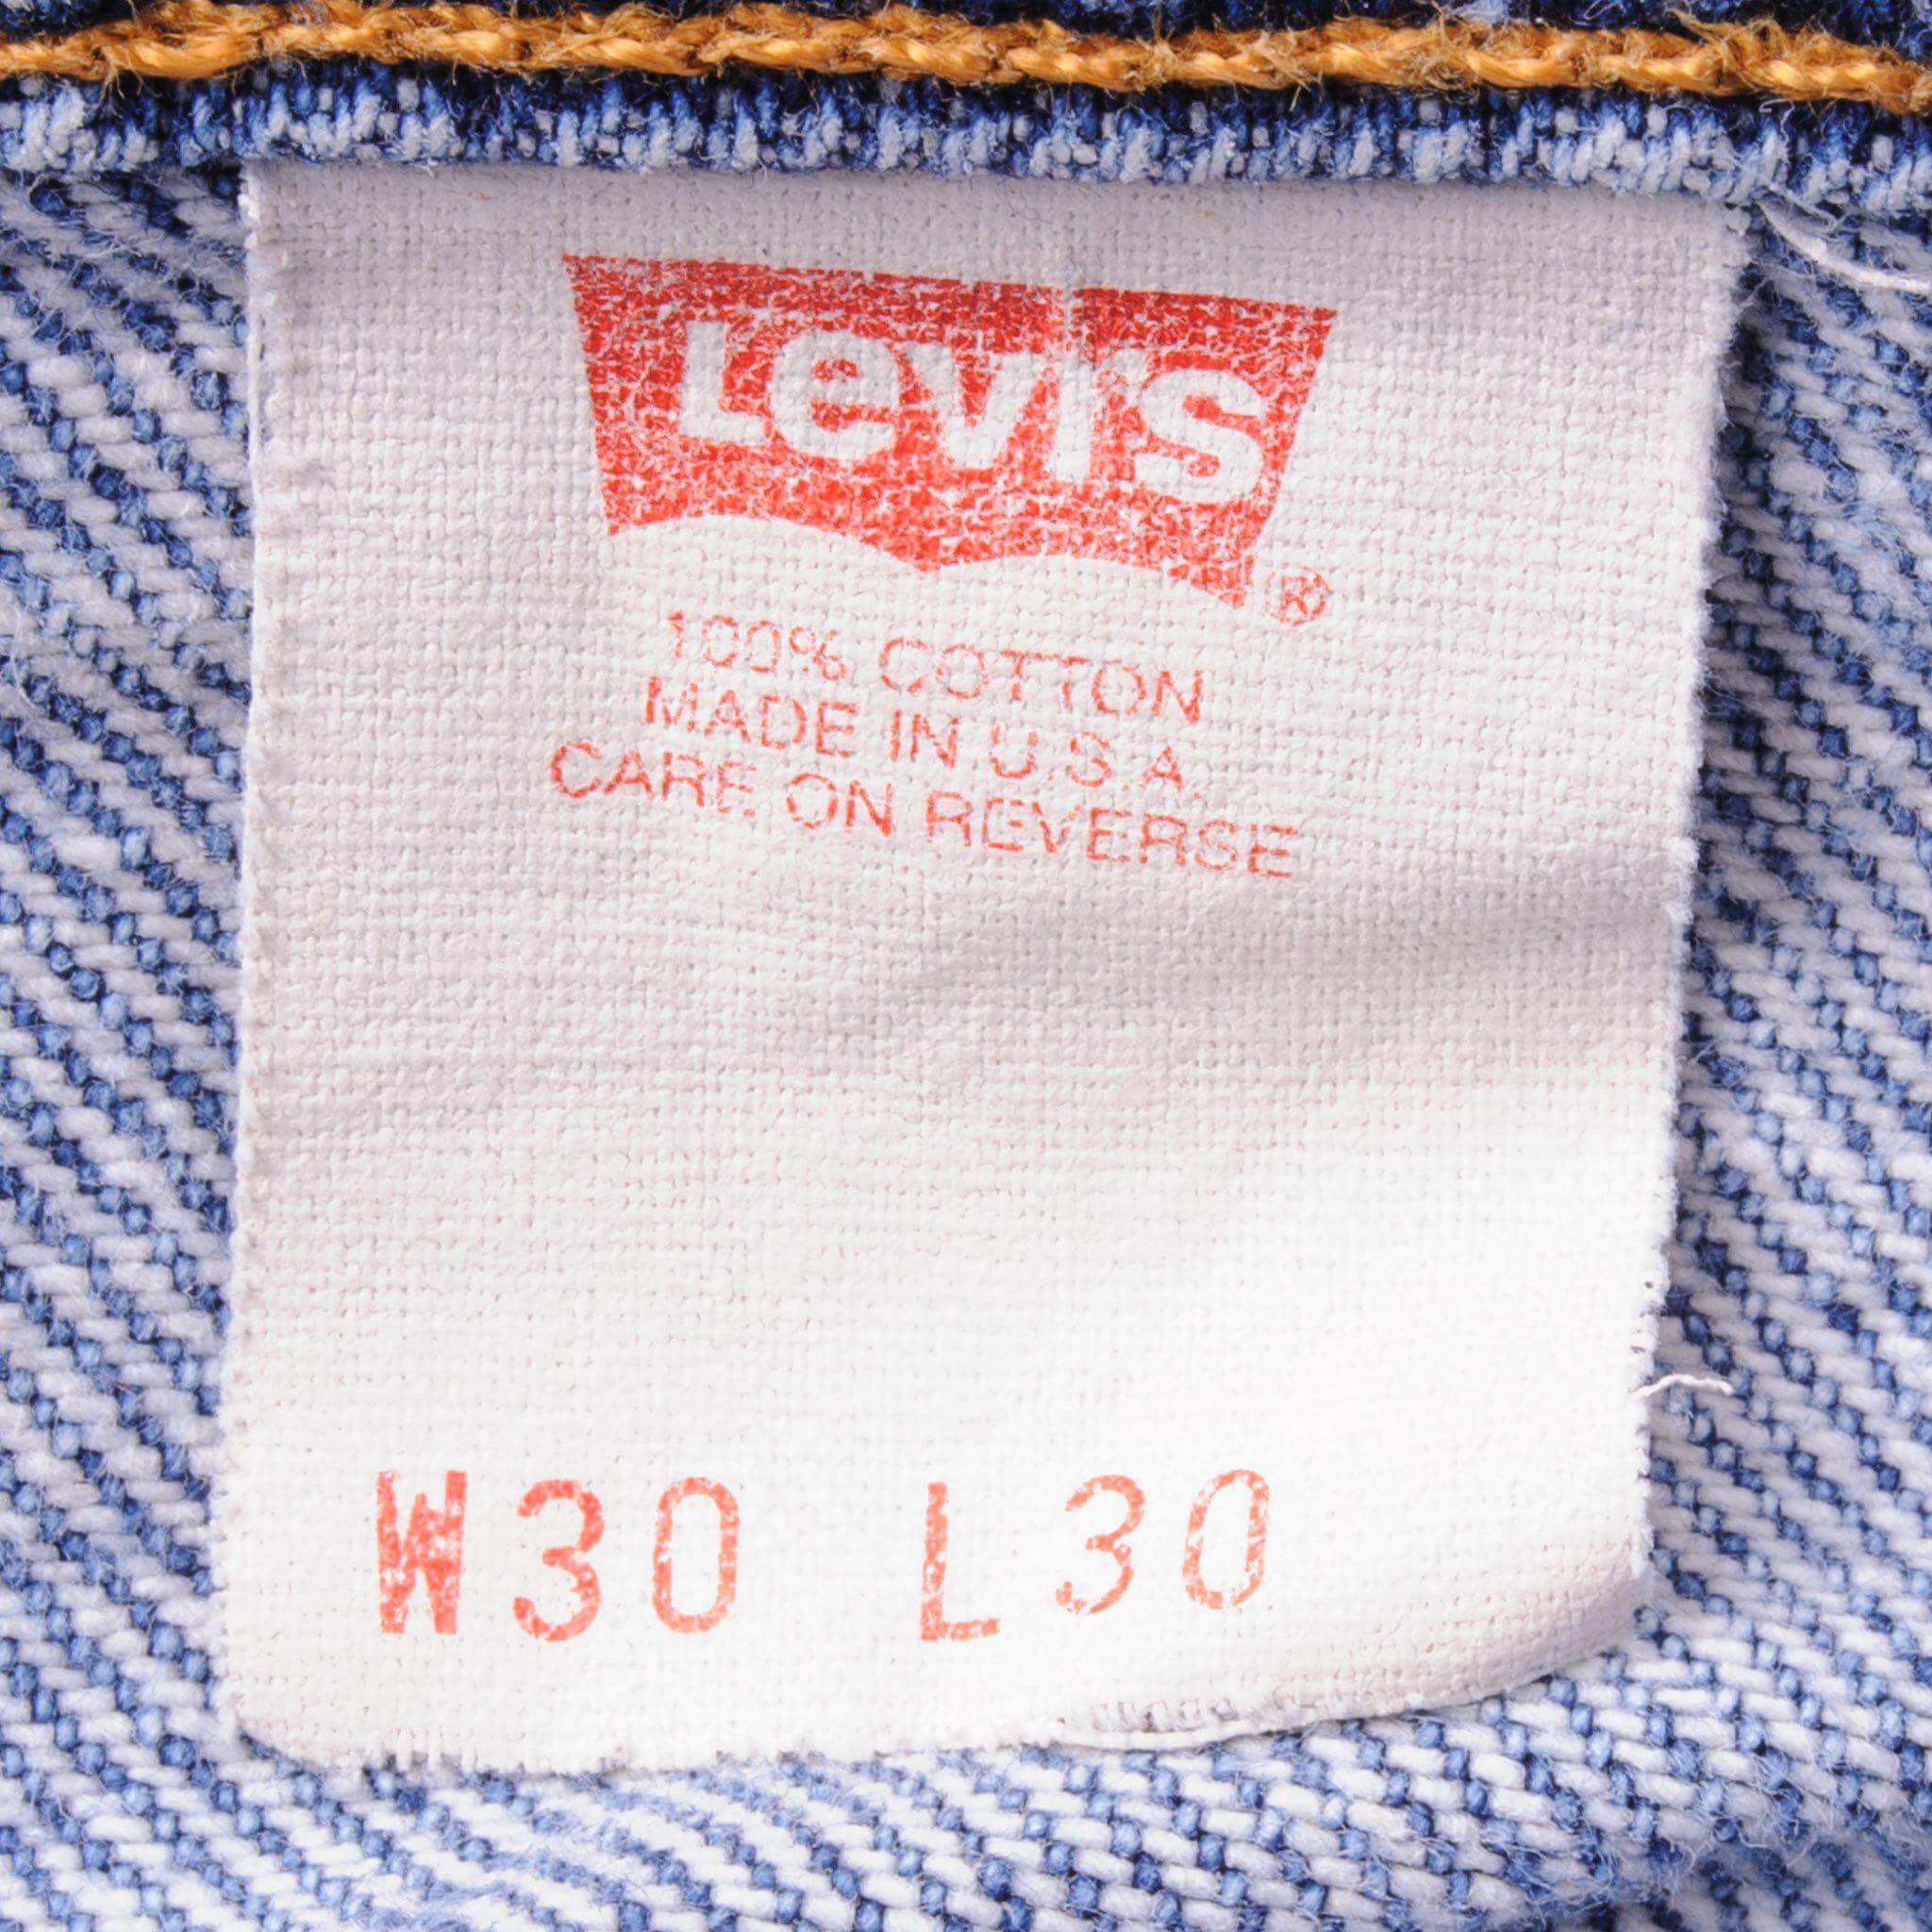 Levi's®
100% COTTON
MADE IN U.S.A.
CARE ON REVERSE
W30 L30